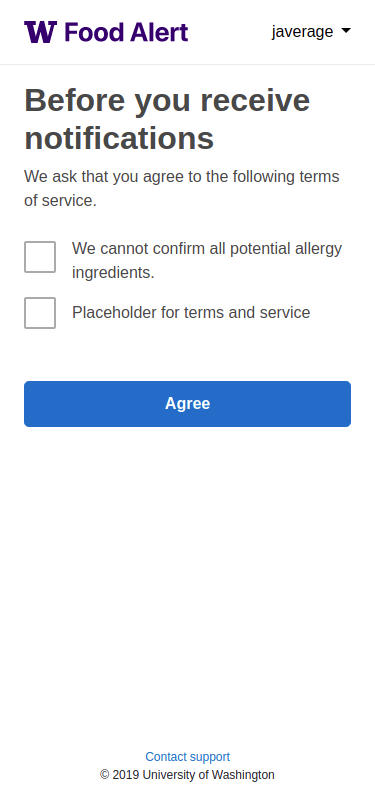 W Food Alert
javerage
Before you receive
notifications
We ask that you agree to the following terms
of service.
We cannot confirm all potential allergy
ingredients.
Placeholder for terms and service
Agree
Contact support
© 2019 University of Washington